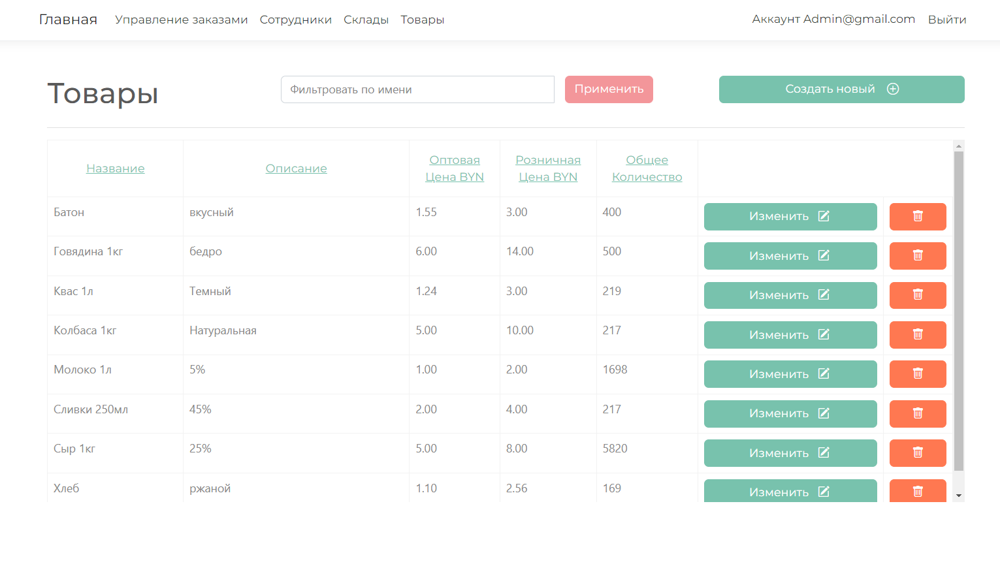 Главная Управление заказами Сотрудники Склады Товары Аккаунт Admin@gmail.com Выйти
Товары Фильтровать по имени Применить Создать новый
Название Описание Оптовая Цена BYN Розничная Цена BYN Общее Количество
Батон вкусный 1.55 3.00 400 Изменить
Говядина 1кг бедро 6.00 14.00 500 Изменить
Квас 1л Темный 1.24 3.00 219 Изменить
Колбаса 1кг Натуральная 5.00 10.00 217 Изменить
Молоко 1л 5% 1.00 2.00 1698 Изменить
Сливки 250мл 45% 2.00 4.00 217 Изменить
Сыр 1кг 25% 5.00 8.00 5820 Изменить
Хлеб ржаной 1.10 2.56 169 Изменить